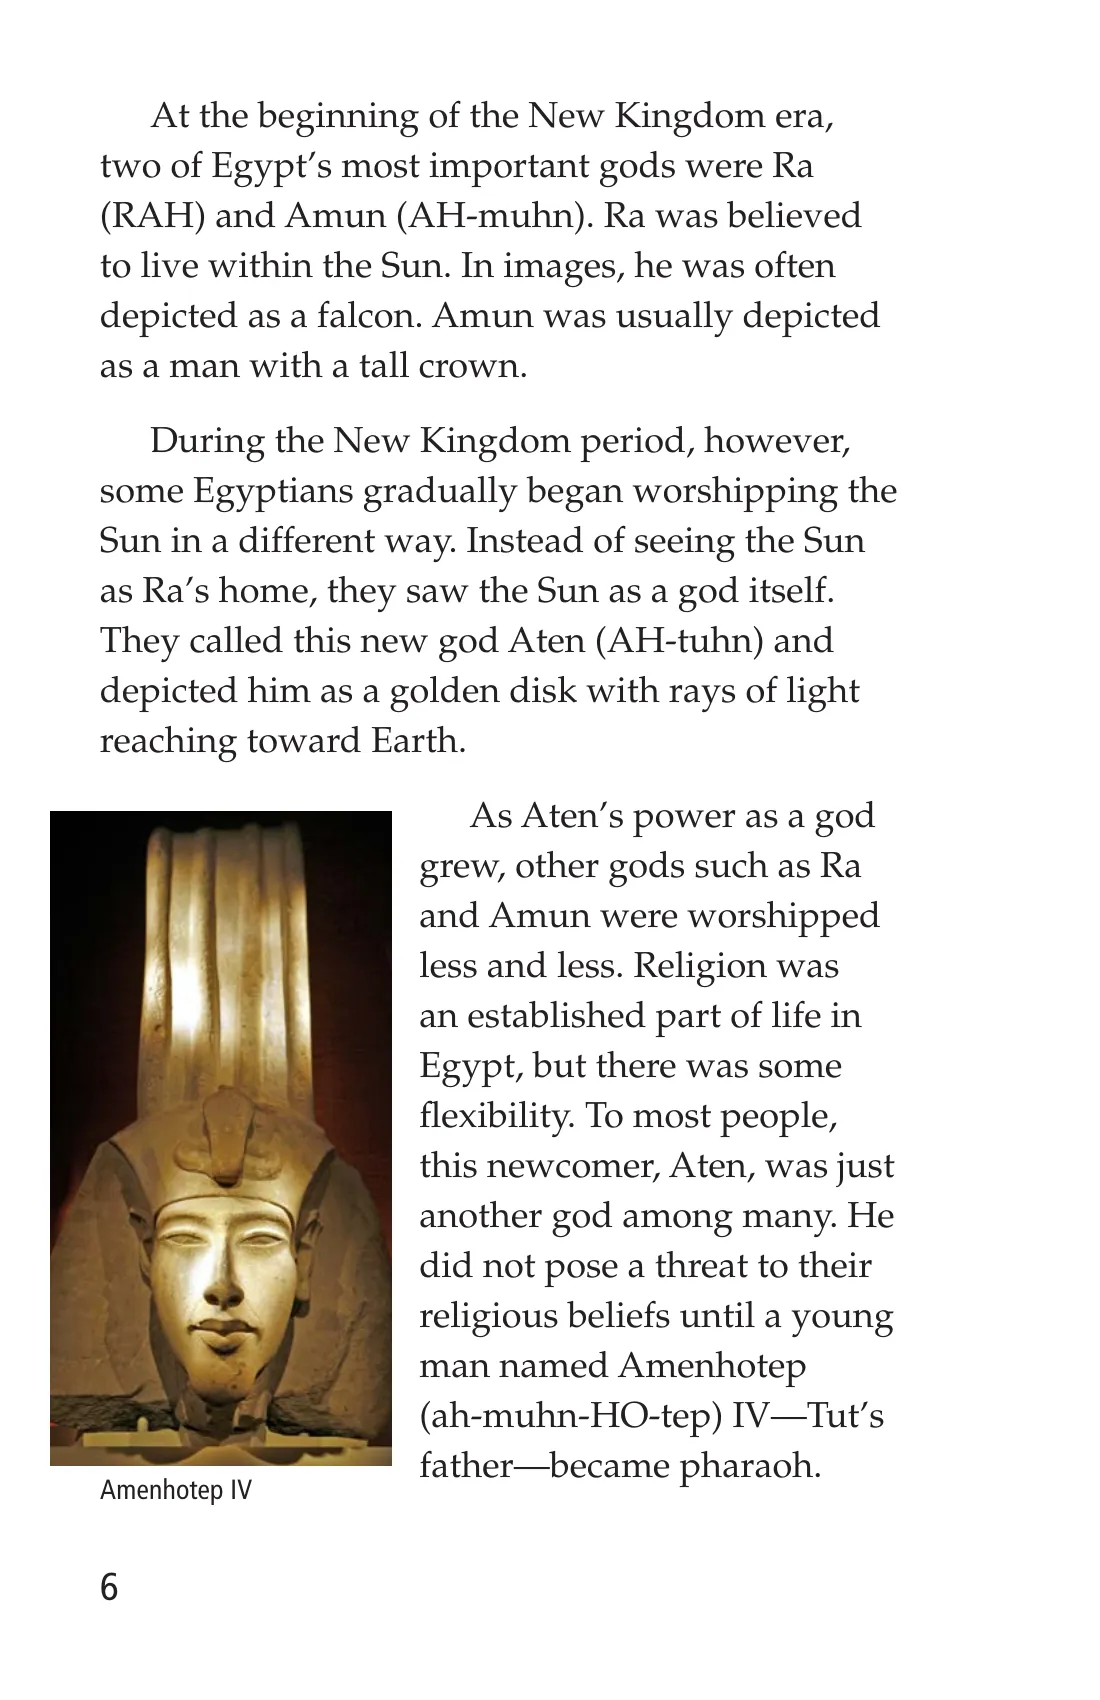 At the beginning of the New Kingdom era,
two of Egypt’s most important gods were Ra
(RAH) and Amun (AH-muhn). Ra was believed
to live within the Sun. In images, he was often
depicted as a falcon. Amun was usually depicted
as a man with a tall crown.
During the New Kingdom period, however,
some Egyptians gradually began worshipping the
Sun in a different way. Instead of seeing the Sun
as Ra’s home, they saw the Sun as a god itself.
They called this new god Aten (AH-tuhn) and
depicted him as a golden disk with rays of light
reaching toward Earth.
As Aten’s power as a god
grew, other gods such as Ra
and Amun were worshipped
less and less. Religion was
an established part of life in
Egypt, but there was some
flexibility. To most people,
this newcomer, Aten, was just
another god among many. He
did not pose a threat to their
religious beliefs until a young
man named Amenhotep
(ah-muhn-HO-tep) IV—Tut’s
father—became pharaoh.
Amenhotep IV
6